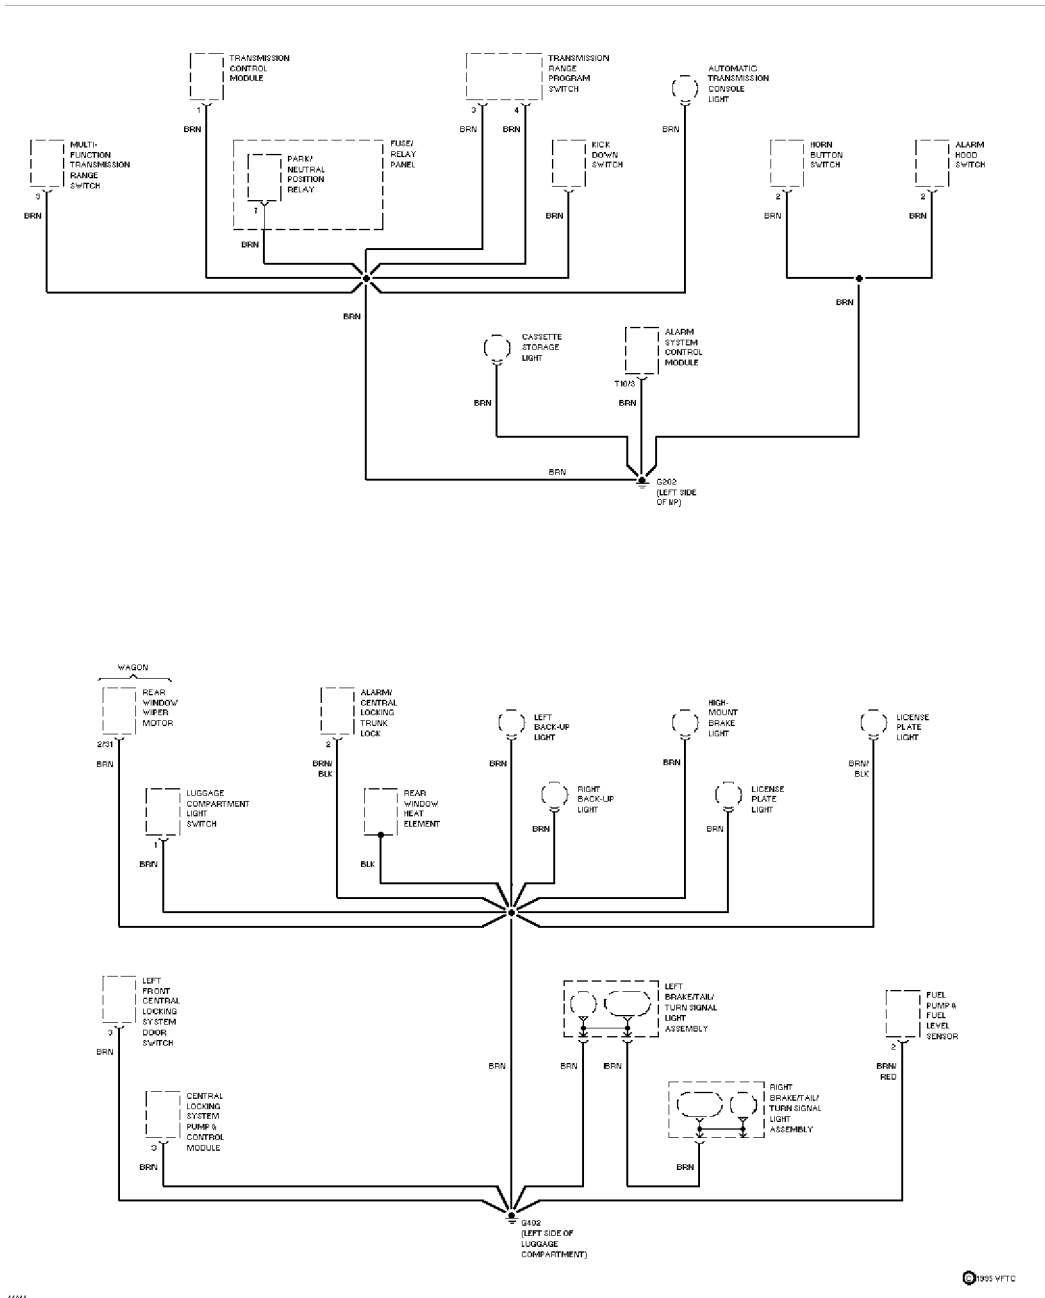 TRANSMISSION
CONTROL
MODULE
1
BRN
TRANSMISSION
RANGE
PROGRAM
SWITCH
3
4
BRN
BRN
AUTOMATIC
TRANSMISSION
CONSOLE
LIGHT
BRN
MULTI-
FUNCTION
TRANSMISSION
RANGE
SWITCH
3
BRN
FUSE/
RELAY
PANEL
PARK/
NEUTRAL
POSITION
RELAY
7
BRN
KICK
DOWN
SWITCH
BRN
HORN
BUTTON
SWITCH
2
BRN
ALARM
HOOD
SWITCH
2
BRN
BRN
BRN
CASSETTE
STORAGE
LIGHT
BRN
ALARM
SYSTEM
CONTROL
MODULE
T10/3
BRN
BRN
G202
(LEFT SIDE
OF I/P)
WAGON
REAR
WINDOW
WIPER
MOTOR
2/31
BRN
ALARM/
CENTRAL
LOCKING
TRUNK
LOCK
2
BRN/
BLK
LEFT
BACK-UP
LIGHT
BRN
HIGH-
MOUNT
BRAKE
LIGHT
BRN
LICENSE
PLATE
LIGHT
BRN/
BLK
LUGGAGE
COMPARTMENT
LIGHT
SWITCH
1
BRN
REAR
WINDOW
HEAT
ELEMENT
BLK
RIGHT
BACK-UP
LIGHT
BRN
LICENSE
PLATE
LIGHT
BRN
LEFT
FRONT
CENTRAL
LOCKING
SYSTEM
DOOR
SWITCH
3
BRN
LEFT
BRAKE/TAIL/
TURN SIGNAL
LIGHT
ASSEMBLY
BRN
BRN
BRN
FUEL
PUMP &
FUEL
LEVEL
SENSOR
2
BRN/
RED
CENTRAL
LOCKING
SYSTEM
PUMP &
CONTROL
MODULE
3
BRN
RIGHT
BRAKE/TAIL/
TURN SIGNAL
LIGHT
ASSEMBLY
BRN
G402
(LEFT SIDE OF
LUGGAGE
COMPARTMENT)
© 1995 VFTC